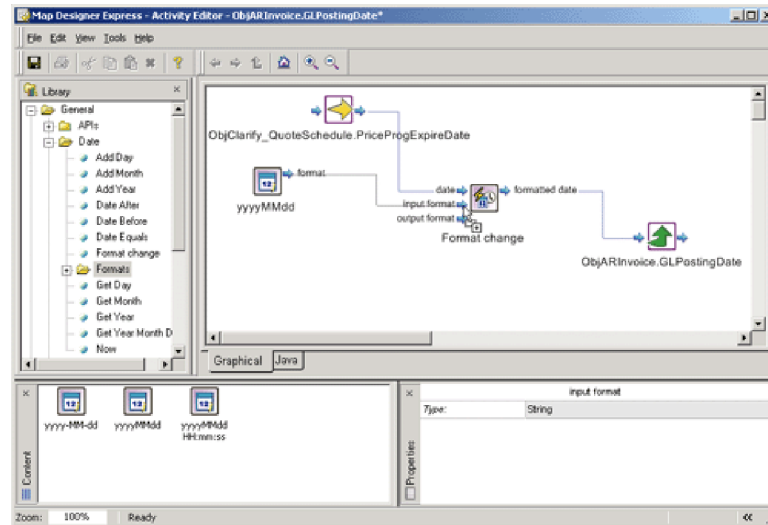 Map Designer Express - Activity Editor - ObjARInvoice.GLPostingDate*
File Edit View Tools Help
Library
General
APIs
Date
Add Day
Add Month
Add Year
Date After
Date Before
Date Equals
Format change
Formats
Get Day
Get Month
Get Year
Get Year Month D
Now
ObjClarify_QuoteSchedule.PriceProgExpireDate
format
yyyyMMdd
date
input format
output format
formatted date
Format change
ObjARInvoice.GLPostingDate
Graphical Java
Content
yyyy-MM-dd
yyyyMMdd
yyyyMMdd
HH:mm:ss
Properties
input format
Type: String
Zoom: 100% Ready